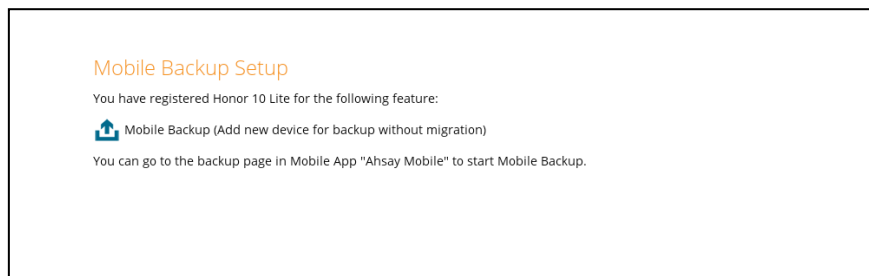 Mobile Backup Setup
You have registered Honor 10 Lite for the following feature:
Mobile Backup (Add new device for backup without migration)
You can go to the backup page in Mobile App "Ahsay Mobile" to start Mobile Backup.